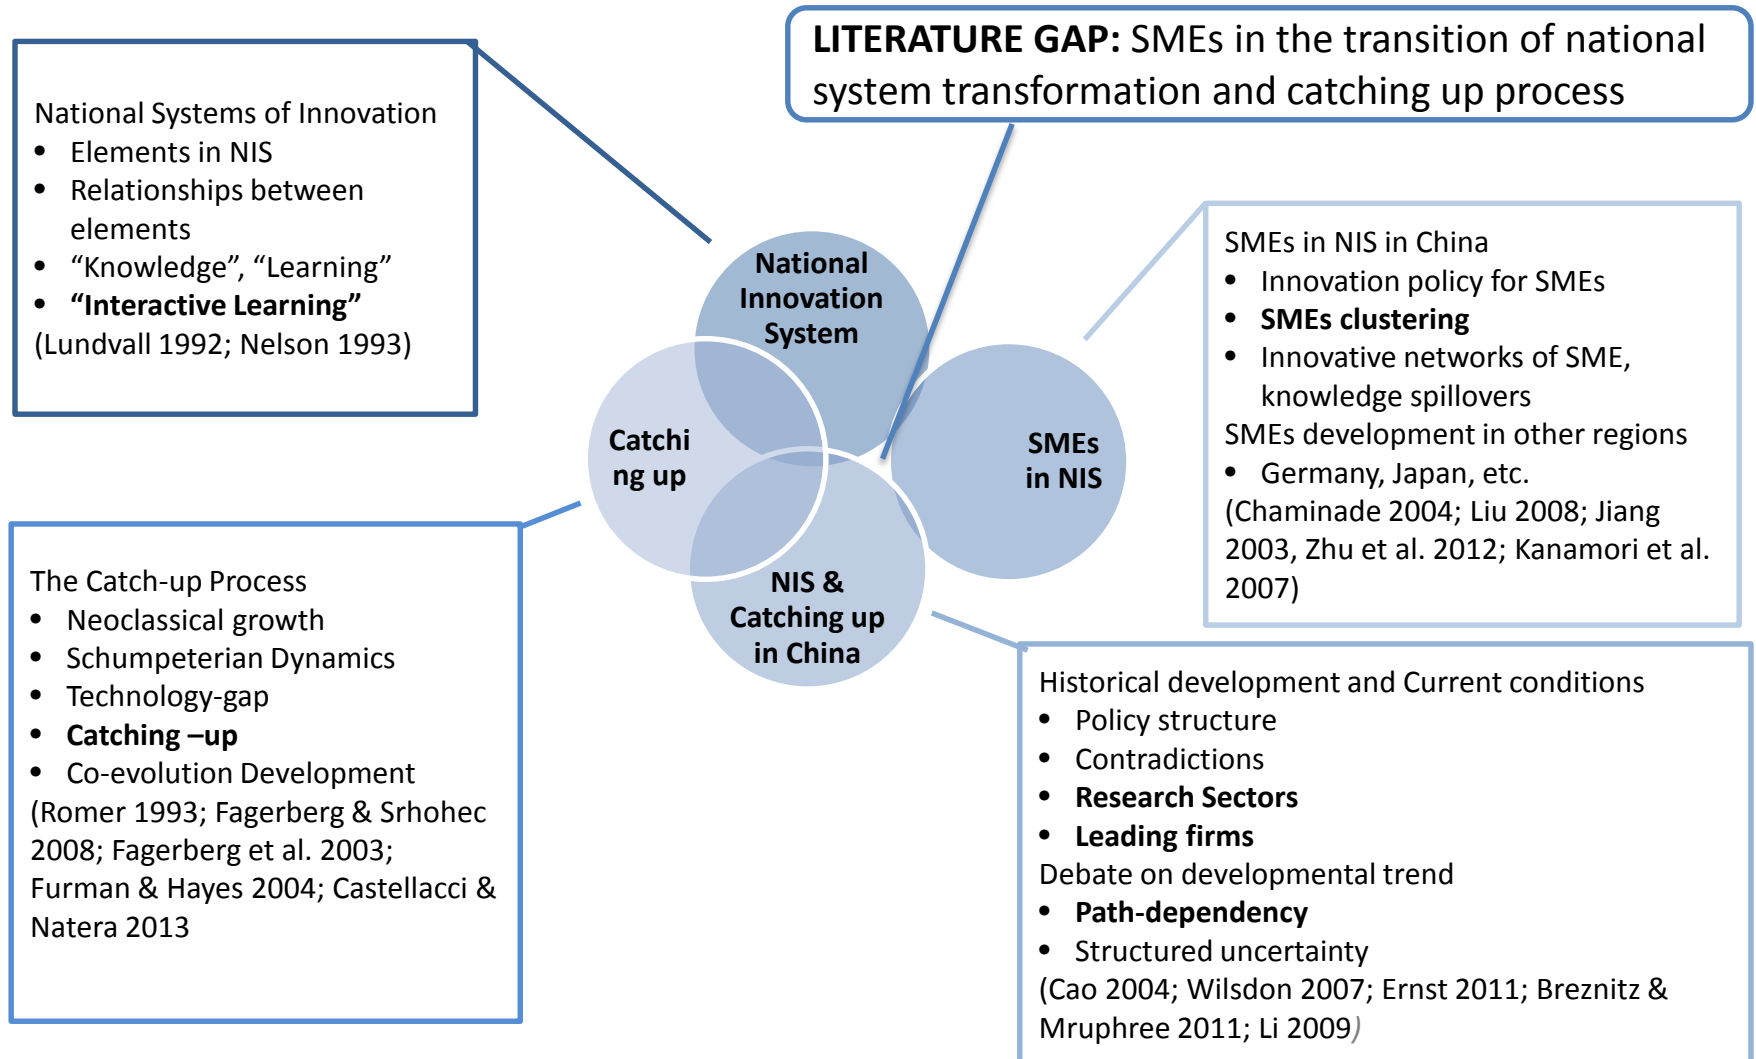 LITERATURE GAP: SMEs in the transition of national
system transformation and catching up process
National Systems of Innovation
• Elements in NIS
• Relationships between
elements
• “Knowledge”, “Learning”
• “Interactive Learning”
(Lundvall 1992; Nelson 1993)
National
Innovation
System
Catchi
ng up
SMEs
in NIS
NIS &
Catching up
in China
SMEs in NIS in China
• Innovation policy for SMEs
• SMEs clustering
• Innovative networks of SME,
knowledge spillovers
SMEs development in other regions
• Germany, Japan, etc.
(Chaminade 2004; Liu 2008; Jiang
2003, Zhu et al. 2012; Kanamori et al.
2007)
The Catch-up Process
• Neoclassical growth
• Schumpeterian Dynamics
• Technology-gap
• Catching –up
• Co-evolution Development
(Romer 1993; Fagerberg & Srhohec
2008; Fagerberg et al. 2003;
Furman & Hayes 2004; Castellacci &
Natera 2013
Historical development and Current conditions
• Policy structure
• Contradictions
• Research Sectors
• Leading firms
Debate on developmental trend
• Path-dependency
• Structured uncertainty
(Cao 2004; Wilsdon 2007; Ernst 2011; Breznitz &
Mruphree 2011; Li 2009)